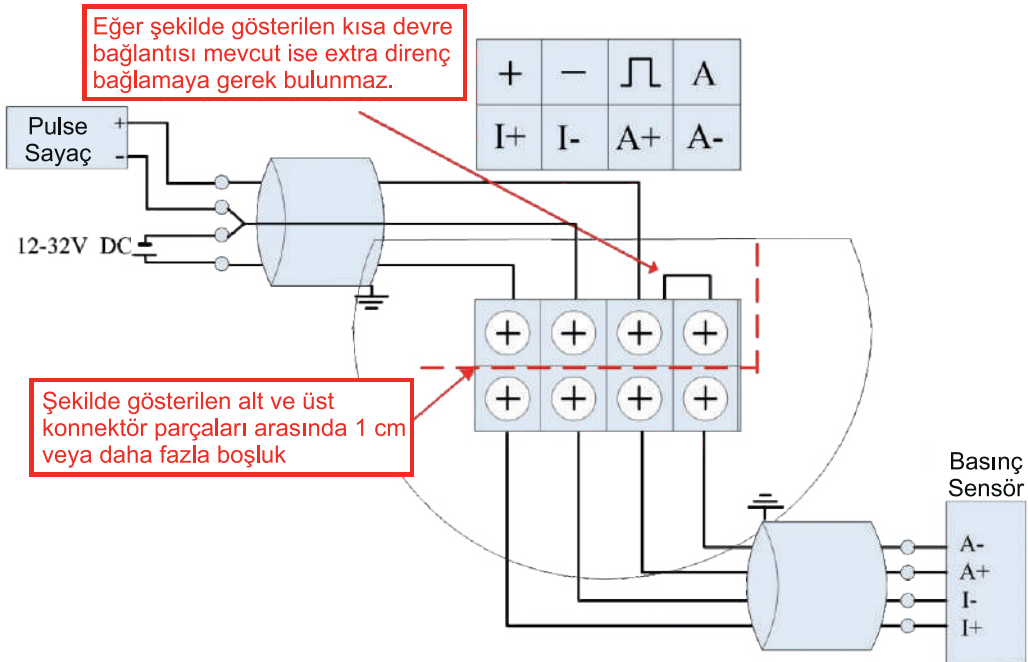 Eğer şekilde gösterilen kısa devre
bağlantısı mevcut ise extra direnç
bağlamaya gerek bulunmaz.
+ − ⎍ A
I+ I- A+ A-
Pulse +
Sayaç -
12-32V DC
+ + + +
+ + + +
Şekilde gösterilen alt ve üst
konnektör parçaları arasında 1 cm
veya daha fazla boşluk
Basınç
Sensör
A-
A+
I-
I+